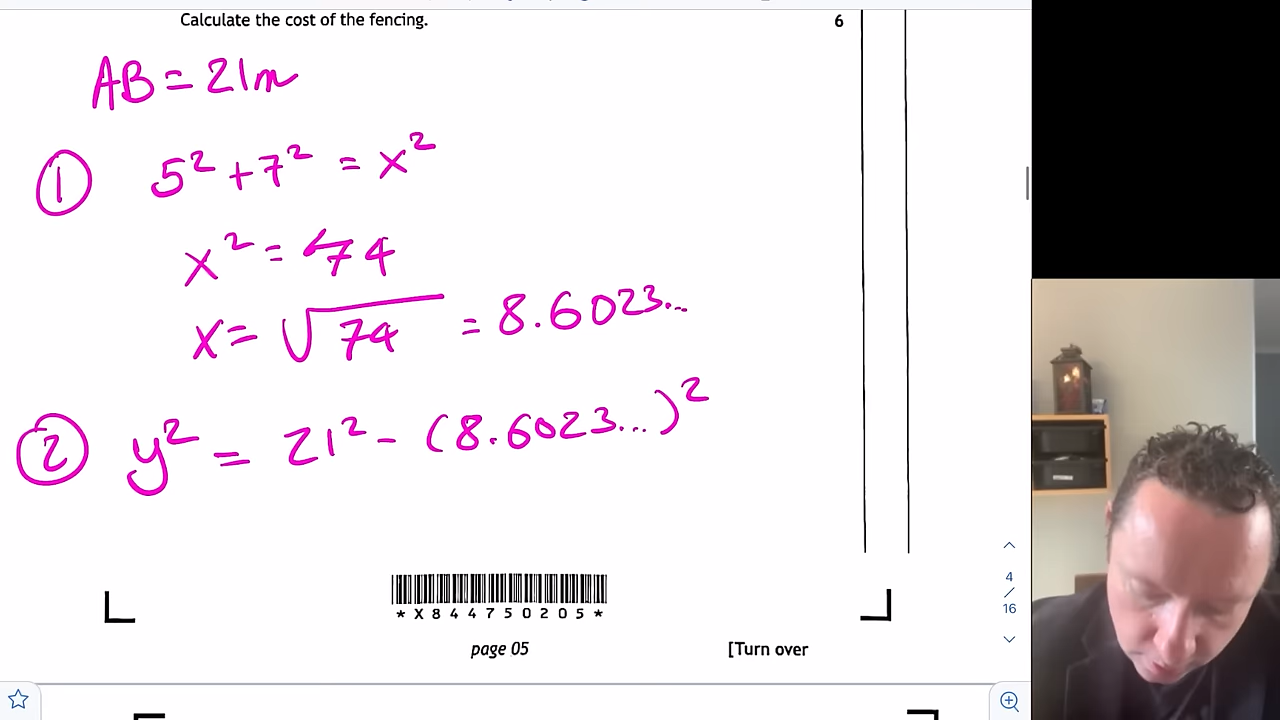 Calculate the cost of the fencing. 6
AB = 21m
① 5² + 7² = x²
x² = 74
x = √74 = 8.6023...
② y² = 21² - (8.6023...)²
4
/
16
*X844750205*
page 05 [Turn over